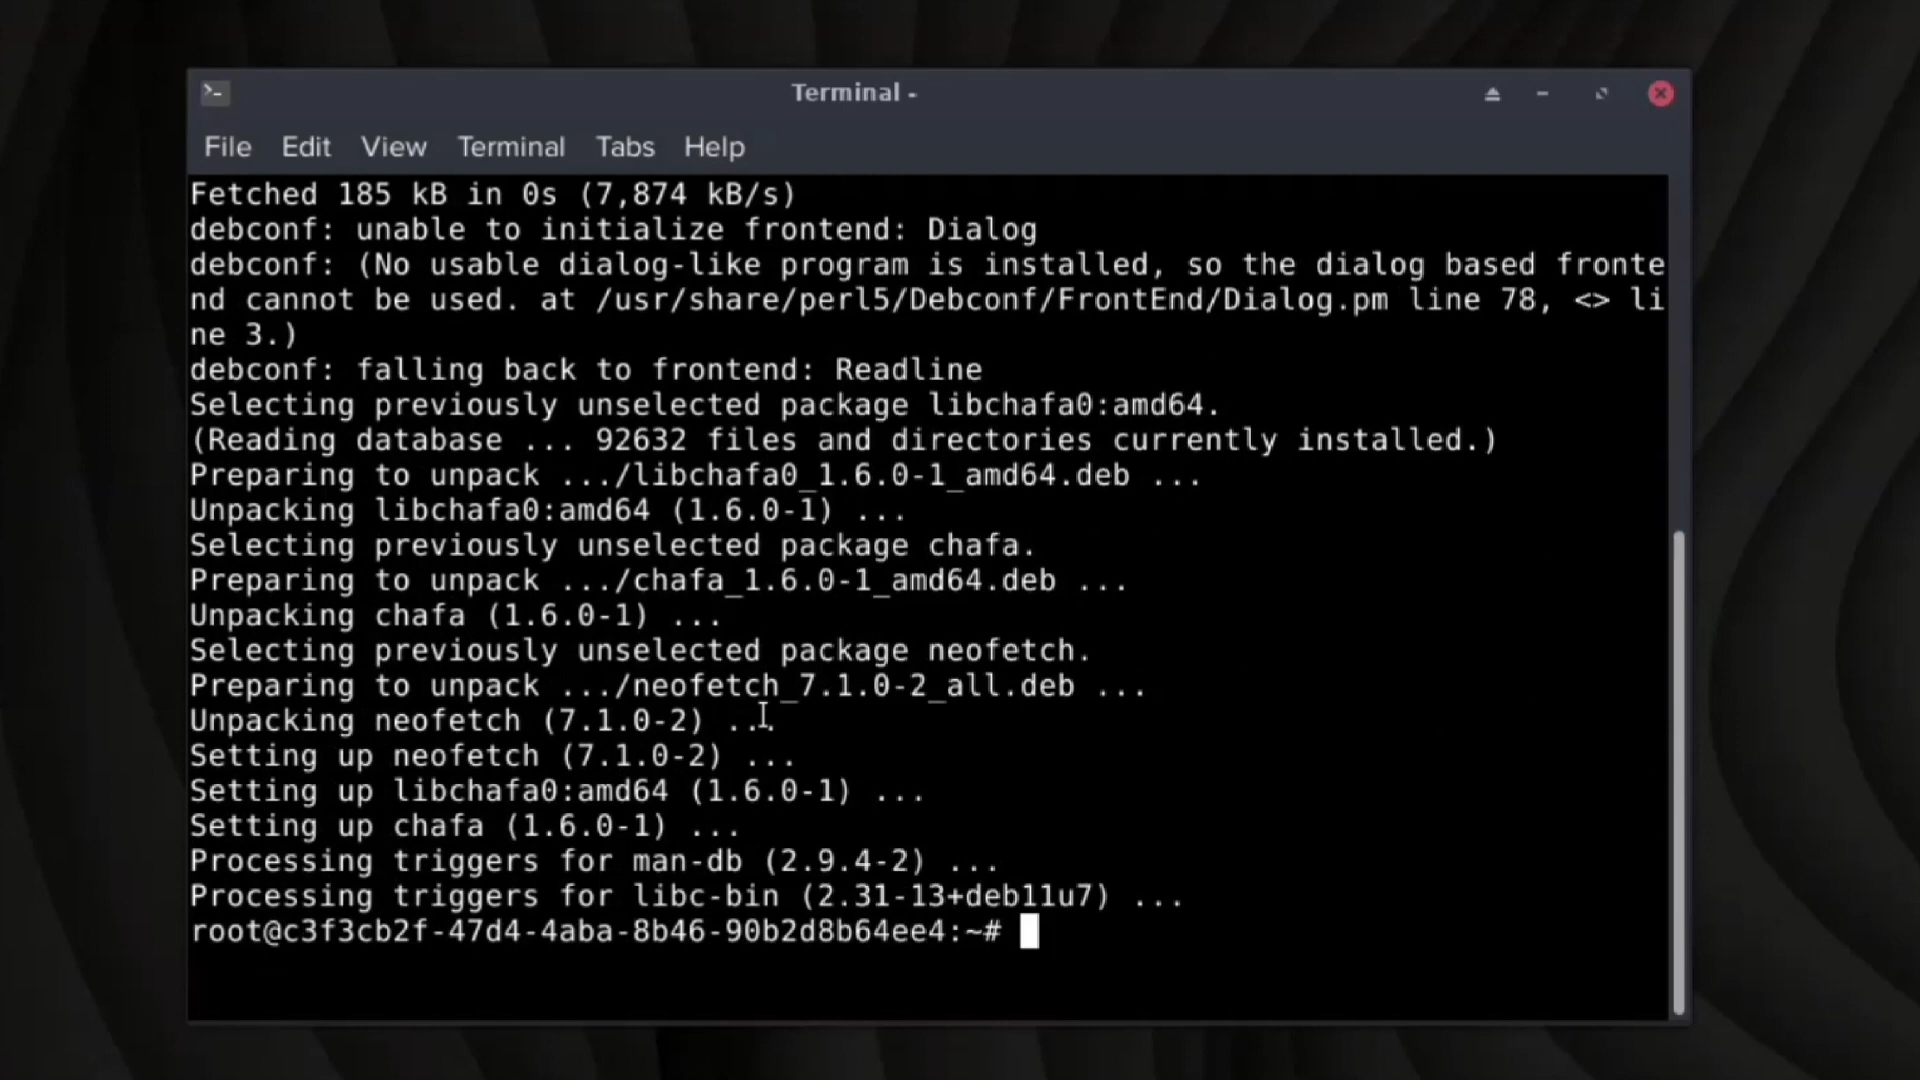 Terminal -
File Edit View Terminal Tabs Help
Fetched 185 kB in 0s (7,874 kB/s)
debconf: unable to initialize frontend: Dialog
debconf: (No usable dialog-like program is installed, so the dialog based fronte
nd cannot be used. at /usr/share/perl5/Debconf/FrontEnd/Dialog.pm line 78, <> li
ne 3.)
debconf: falling back to frontend: Readline
Selecting previously unselected package libchafa0:amd64.
(Reading database ... 92632 files and directories currently installed.)
Preparing to unpack .../libchafa0_1.6.0-1_amd64.deb ...
Unpacking libchafa0:amd64 (1.6.0-1) ...
Selecting previously unselected package chafa.
Preparing to unpack .../chafa_1.6.0-1_amd64.deb ...
Unpacking chafa (1.6.0-1) ...
Selecting previously unselected package neofetch.
Preparing to unpack .../neofetch_7.1.0-2_all.deb ...
Unpacking neofetch (7.1.0-2) ...
Setting up neofetch (7.1.0-2) ...
Setting up libchafa0:amd64 (1.6.0-1) ...
Setting up chafa (1.6.0-1) ...
Processing triggers for man-db (2.9.4-2) ...
Processing triggers for libc-bin (2.31-13+deb11u7) ...
root@c3f3cb2f-47d4-4aba-8b46-90b2d8b64ee4:~#